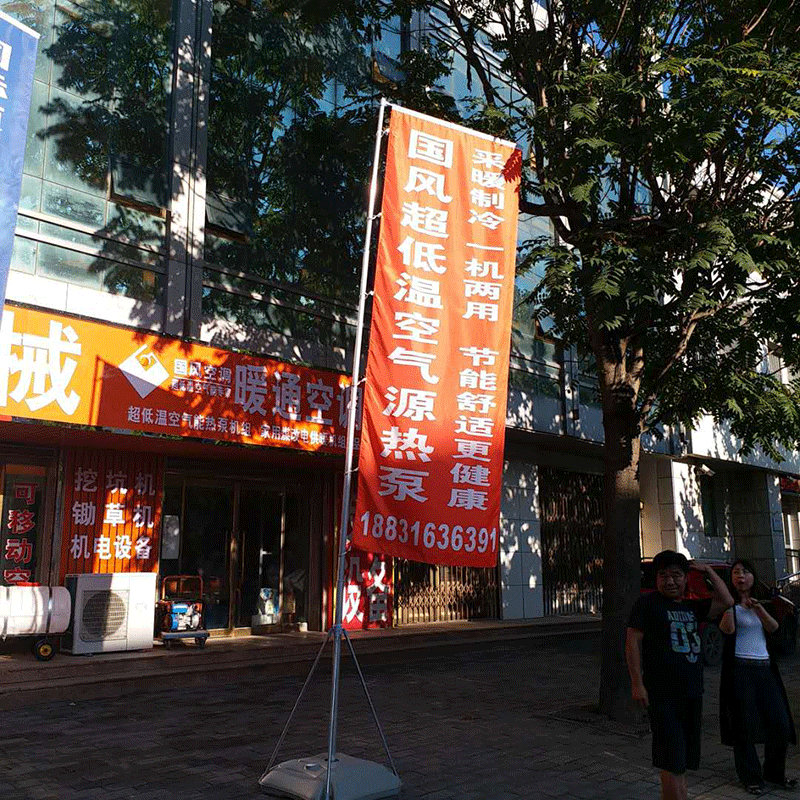 国风超低温空气源热泵
采暖制冷一机两用 节能舒适更健康
18831636391
械
国风空调
暖通空调
超低温空气能热泵机组
挖坑机
锄草机
机电设备
可移动空